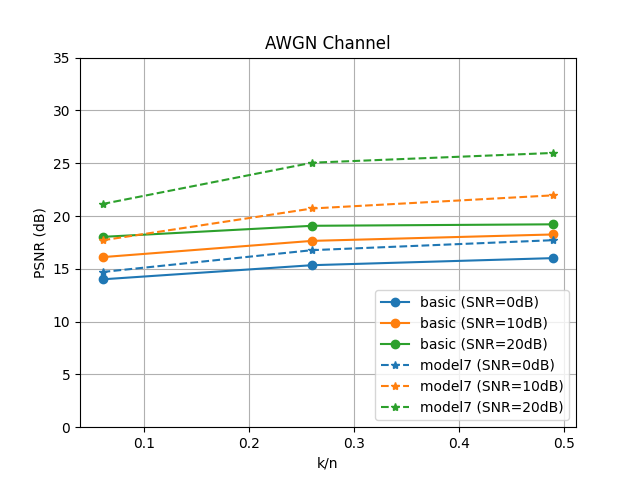 AWGN Channel
35
30
25
20
15
10
5
0
PSNR (dB)
basic (SNR=0dB)
basic (SNR=10dB)
basic (SNR=20dB)
model7 (SNR=0dB)
model7 (SNR=10dB)
model7 (SNR=20dB)
0.1 0.2 0.3 0.4 0.5
k/n